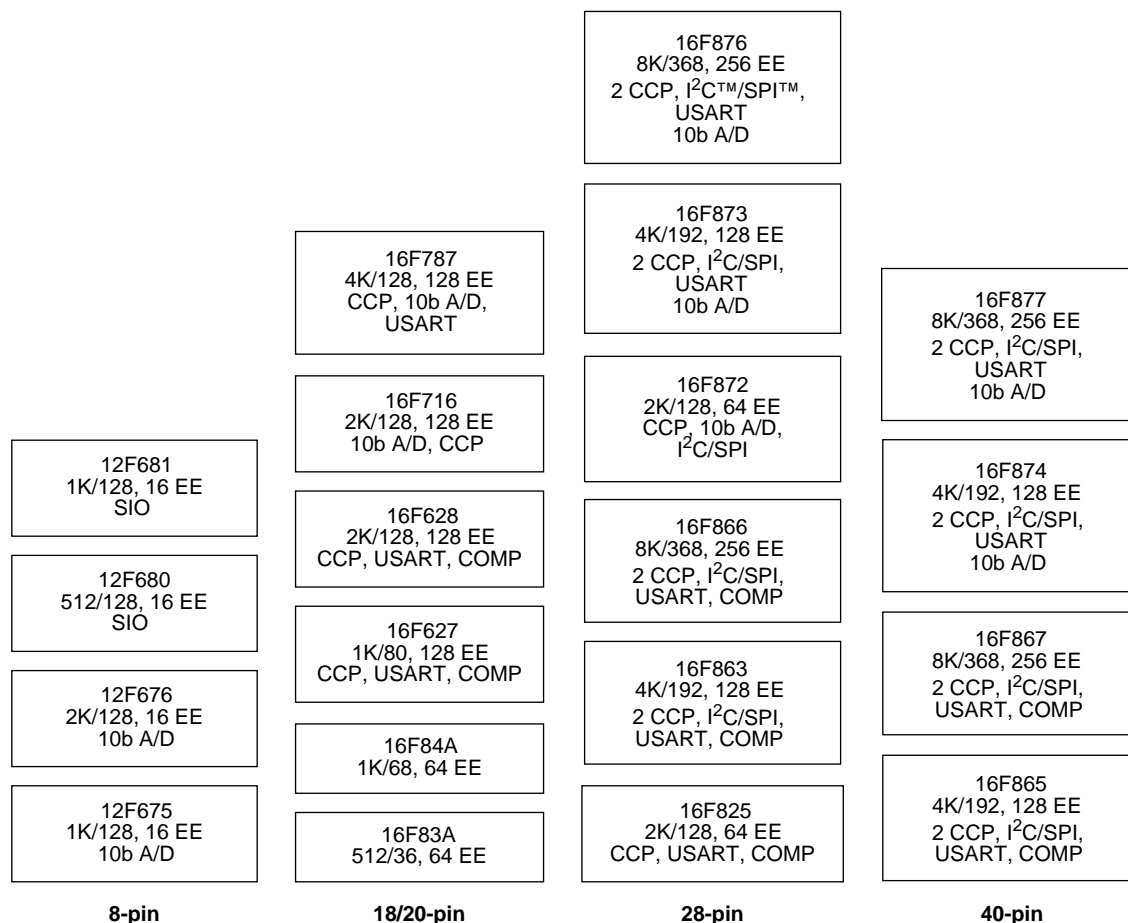 12F681
1K/128, 16 EE
SIO
12F680
512/128, 16 EE
SIO
12F676
2K/128, 16 EE
10b A/D
12F675
1K/128, 16 EE
10b A/D
8-pin
16F787
4K/128, 128 EE
CCP, 10b A/D,
USART
16F716
2K/128, 128 EE
10b A/D, CCP
16F628
2K/128, 128 EE
CCP, USART, COMP
16F627
1K/80, 128 EE
CCP, USART, COMP
16F84A
1K/68, 64 EE
16F83A
512/36, 64 EE
18/20-pin
16F876
8K/368, 256 EE
2 CCP, I²C™/SPI™,
USART
10b A/D
16F873
4K/192, 128 EE
2 CCP, I²C/SPI,
USART
10b A/D
16F872
2K/128, 64 EE
CCP, 10b A/D,
I²C/SPI
16F866
8K/368, 256 EE
2 CCP, I²C/SPI,
USART, COMP
16F863
4K/192, 128 EE
2 CCP, I²C/SPI,
USART, COMP
16F825
2K/128, 64 EE
CCP, USART, COMP
28-pin
16F877
8K/368, 256 EE
2 CCP, I²C/SPI,
USART
10b A/D
16F874
4K/192, 128 EE
2 CCP, I²C/SPI,
USART
10b A/D
16F867
8K/368, 256 EE
2 CCP, I²C/SPI,
USART, COMP
16F865
4K/192, 128 EE
2 CCP, I²C/SPI,
USART, COMP
40-pin